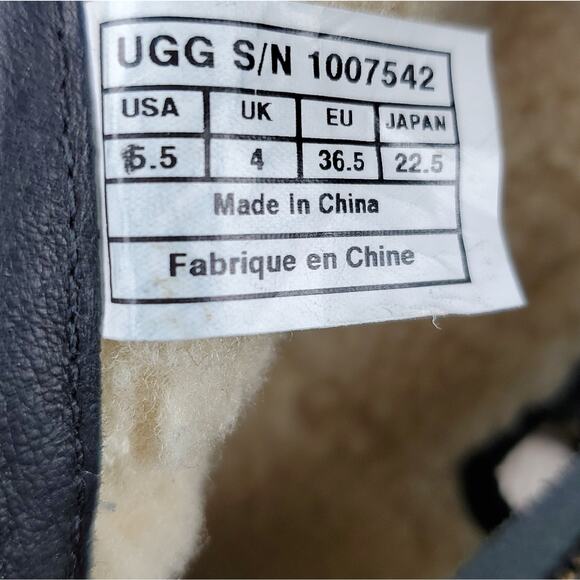 UGG S/N 1007542
USA UK EU JAPAN
5.5 4 36.5 22.5
Made in China
Fabrique en Chine